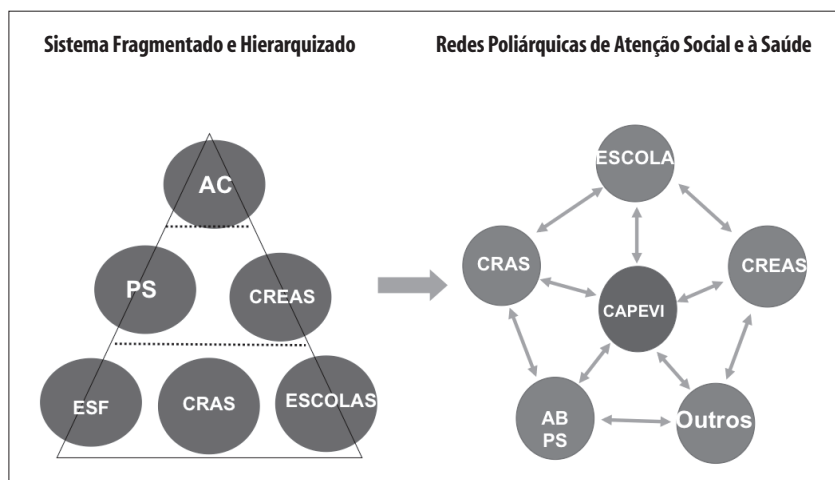 Sistema Fragmentado e Hierarquizado
AC
PS
CREAS
ESF
CRAS
ESCOLAS
Redes Poliárquicas de Atenção Social e à Saúde
ESCOLA
CRAS
CREAS
CAPEVI
AB
PS
Outros